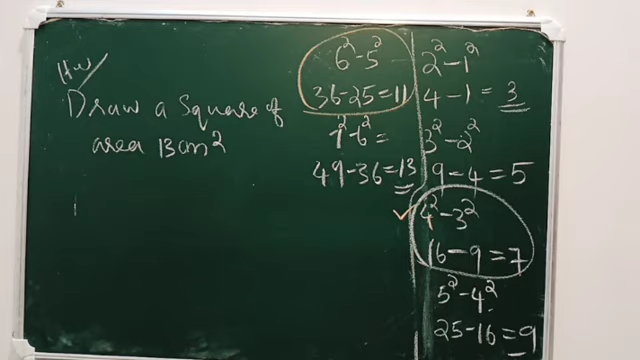 H.W
Draw a Square of
area 13cm²
6² - 5²
36 - 25 = 11
7² - 6² =
49 - 36 = 13
2² - 1²
4 - 1 = 3
3² - 2²
9 - 4 = 5
✓ 4² - 3²
16 - 9 = 7
5² - 4²
25 - 16 = 9